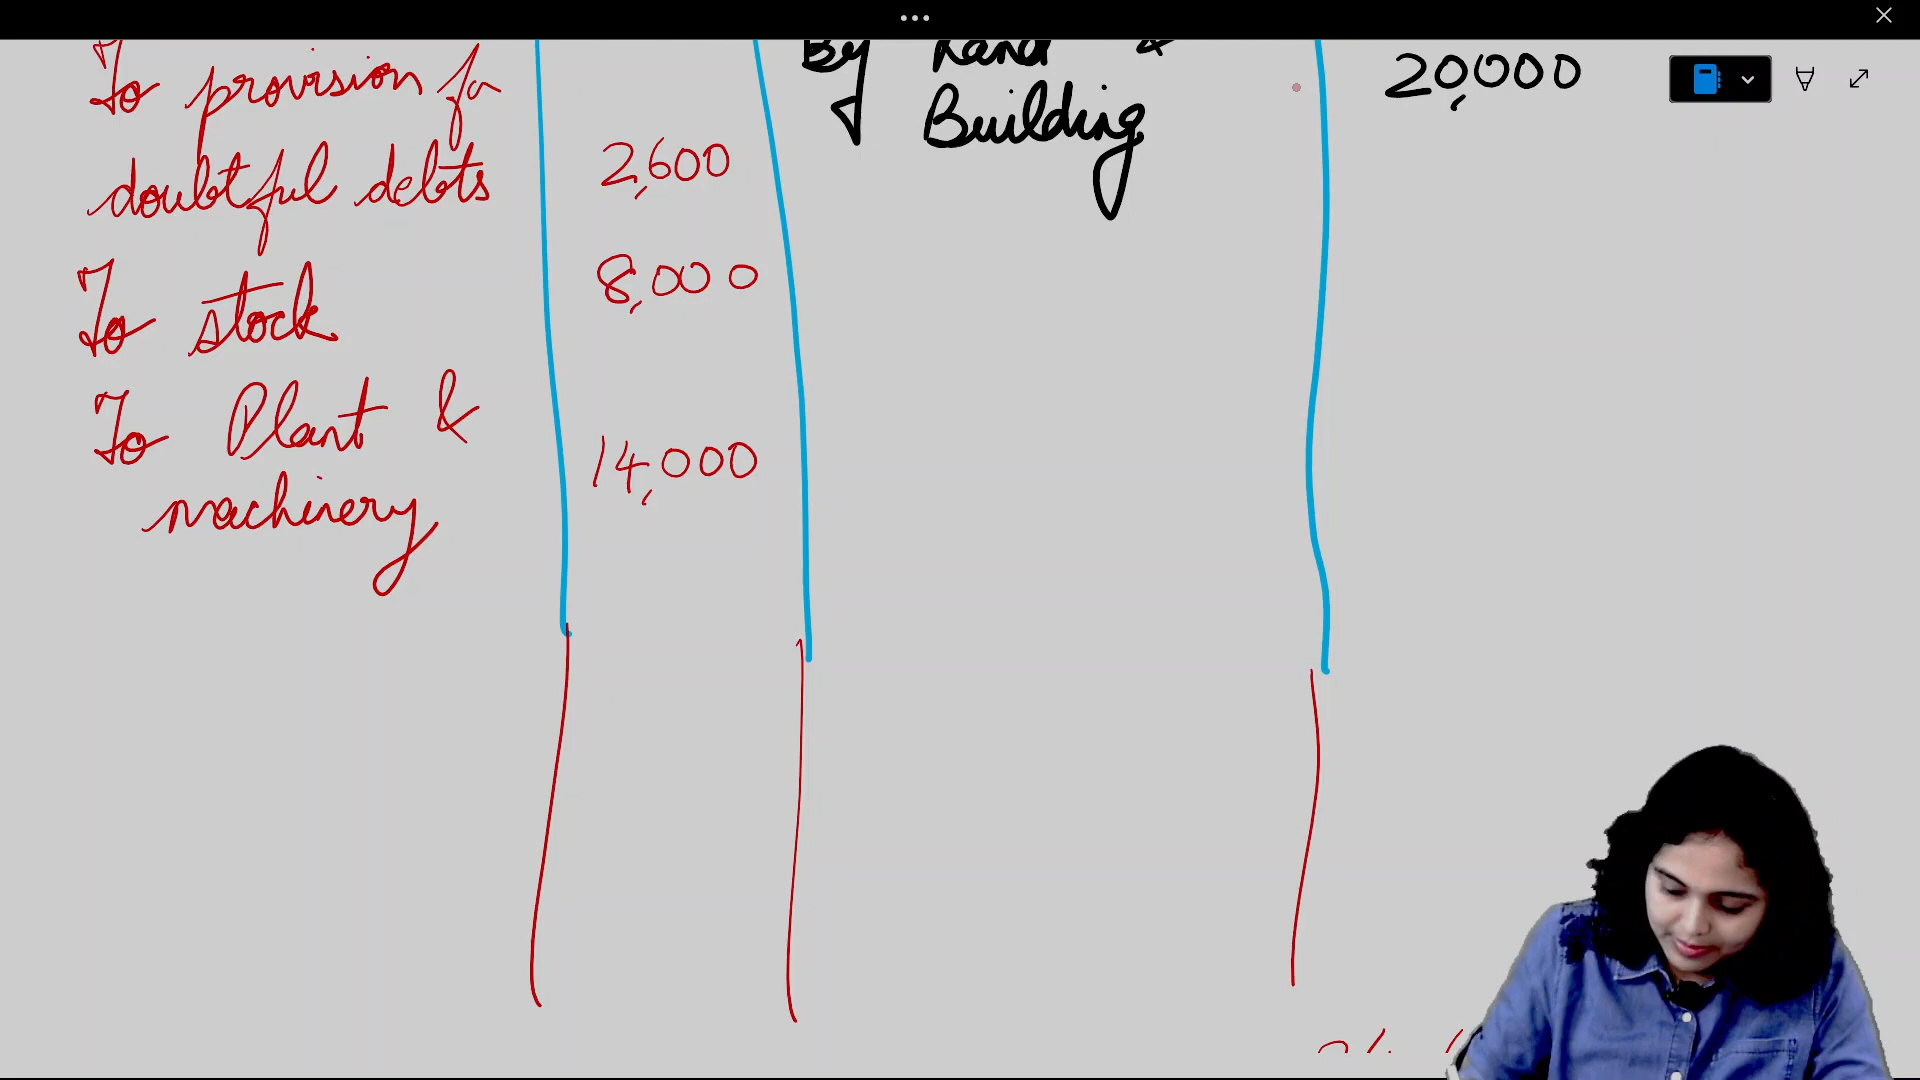 To provision for
doubtful debts
2,600
To stock
8,000
To Plant &
machinery
14,000
By Land &
Building
20,000